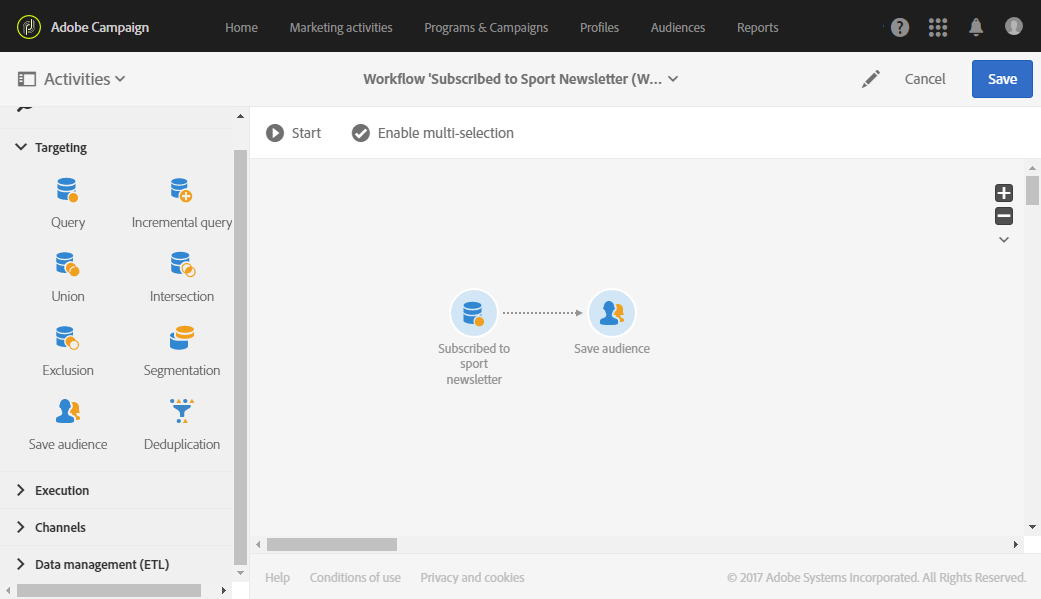 Adobe Campaign
Home
Marketing activities
Programs & Campaigns
Profiles
Audiences
Reports
?
Activities
Workflow 'Subscribed to Sport Newsletter (W...
Cancel
Save
Start
Enable multi-selection
Targeting
Query
Incremental query
Union
Intersection
Exclusion
Segmentation
Save audience
Deduplication
Execution
Channels
Data management (ETL)
Subscribed to
sport
newsletter
Save audience
Help
Conditions of use
Privacy and cookies
© 2017 Adobe Systems Incorporated. All Rights Reserved.